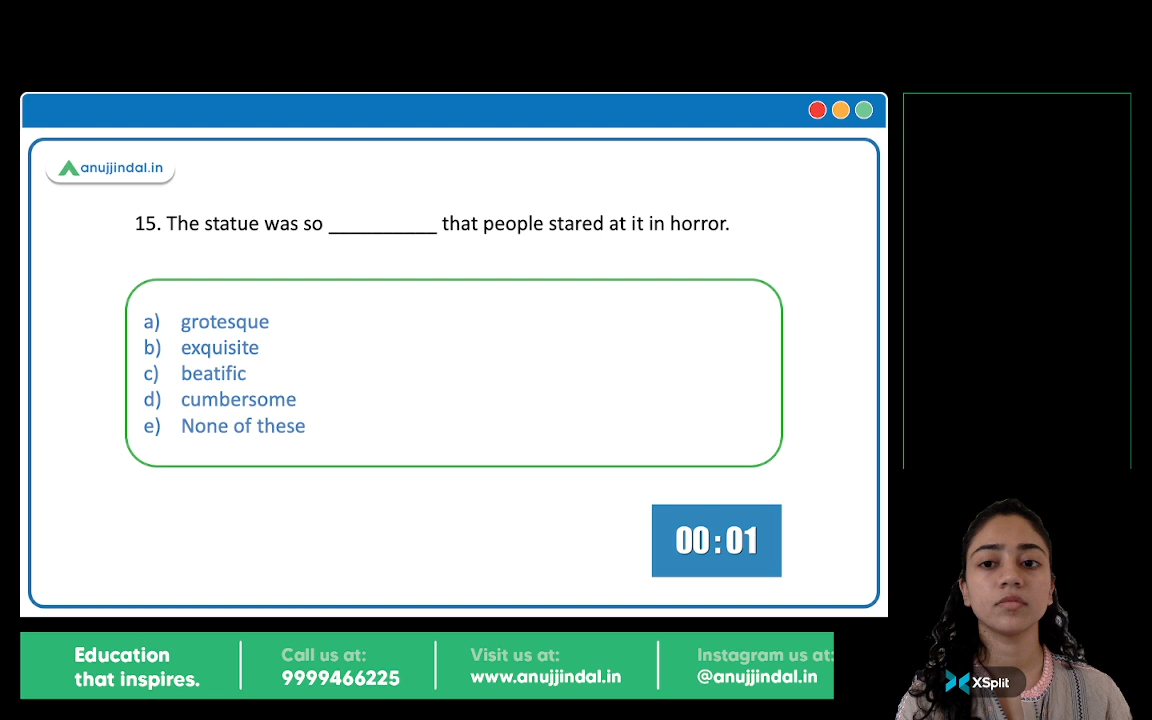 anujjindal.in
15. The statue was so __________ that people stared at it in horror.
a) grotesque
b) exquisite
c) beatific
d) cumbersome
e) None of these
00:01
Education
that inspires.
Call us at:
9999466225
Visit us at:
www.anujjindal.in
Instagram us at:
@anujjindal.in
XSplit